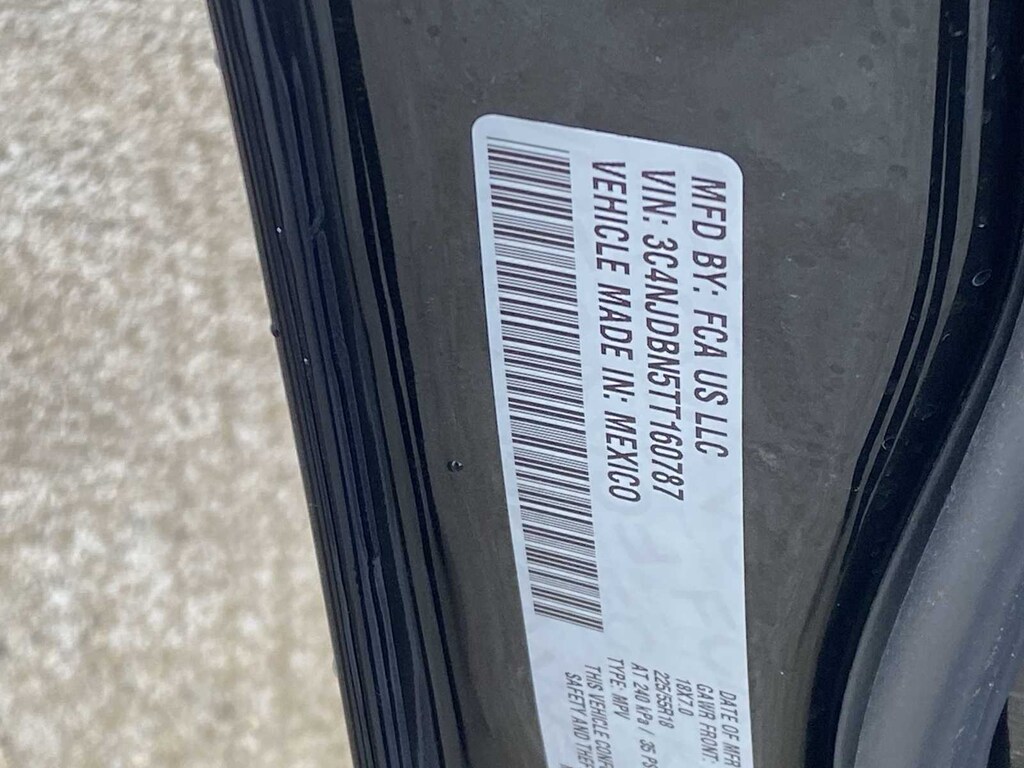 MFD BY: FCA US LLC
VIN: 3C4NJDBN5TT160787
VEHICLE MADE IN: MEXICO
DATE OF MFR
GAWR FRONT:
18X7.0
225/55R18
AT 240 kPa / 35 PS
TYPE: MPV
THIS VEHICLE CONF
SAFETY AND THEF